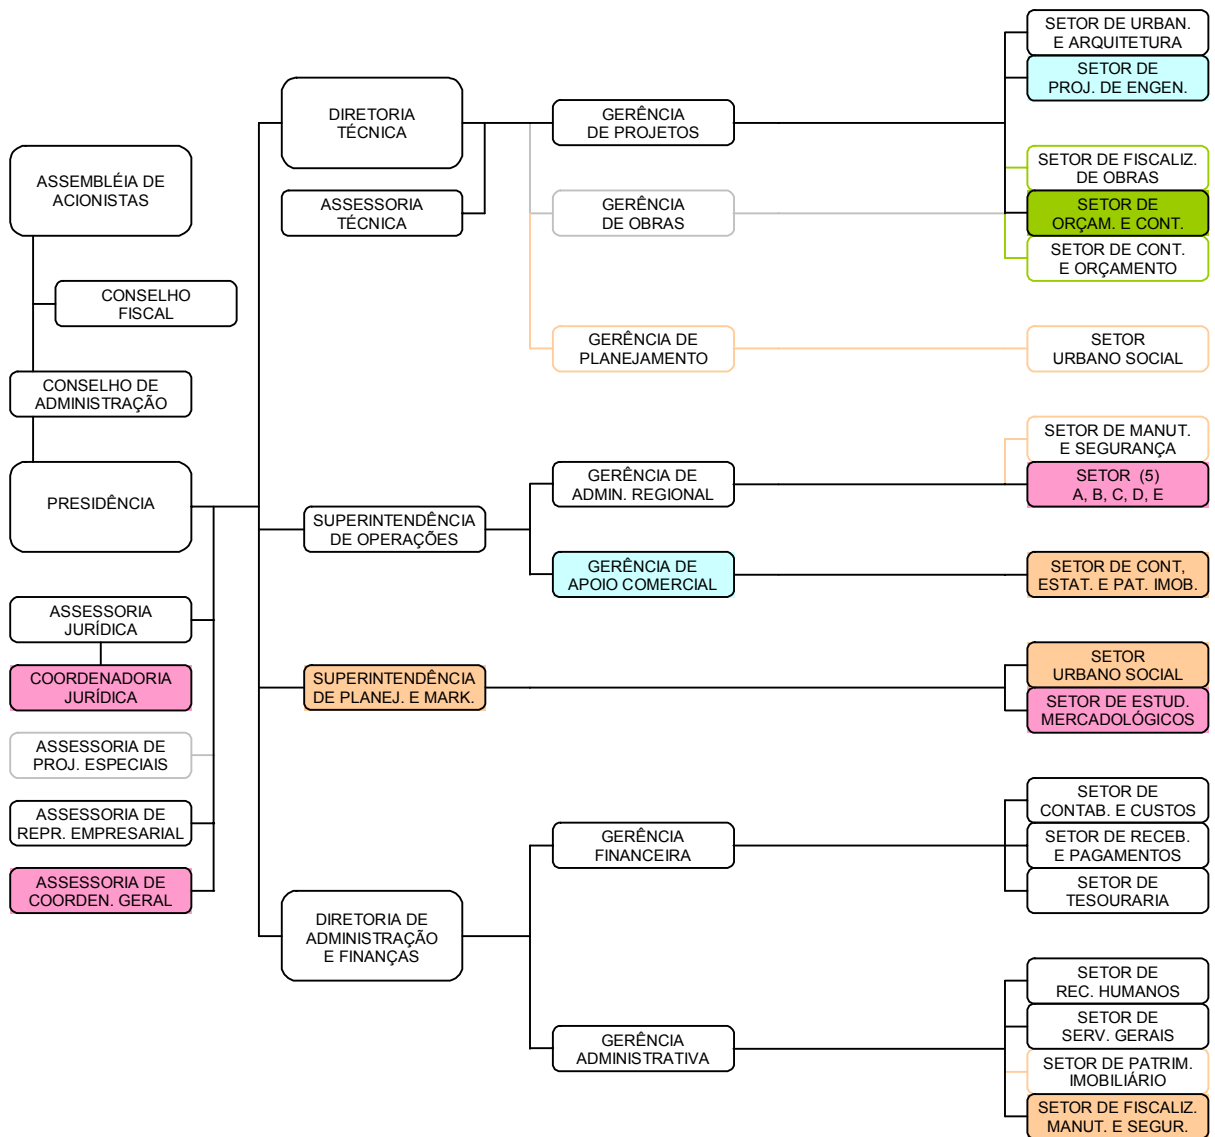 ASSEMBLÉIA DE
ACIONISTAS
CONSELHO
FISCAL
CONSELHO DE
ADMINISTRAÇÃO
PRESIDÊNCIA
ASSESSORIA
JURÍDICA
COORDENADORIA
JURÍDICA
ASSESSORIA DE
PROJ. ESPECIAIS
ASSESSORIA DE
REPR. EMPRESARIAL
ASSESSORIA DE
COORDEN. GERAL
DIRETORIA
TÉCNICA
ASSESSORIA
TÉCNICA
SUPERINTENDÊNCIA
DE OPERAÇÕES
SUPERINTENDÊNCIA
DE PLANEJ. E MARK.
DIRETORIA DE
ADMINISTRAÇÃO
E FINANÇAS
GERÊNCIA
DE PROJETOS
GERÊNCIA
DE OBRAS
GERÊNCIA DE
PLANEJAMENTO
GERÊNCIA DE
ADMIN. REGIONAL
GERÊNCIA DE
APOIO COMERCIAL
GERÊNCIA
FINANCEIRA
GERÊNCIA
ADMINISTRATIVA
SETOR DE URBAN.
E ARQUITETURA
SETOR DE
PROJ. DE ENGEN.
SETOR DE FISCALIZ.
DE OBRAS
SETOR DE
ORÇAM. E CONT.
SETOR DE CONT.
E ORÇAMENTO
SETOR
URBANO SOCIAL
SETOR DE MANUT.
E SEGURANÇA
SETOR (5)
A, B, C, D, E
SETOR DE CONT,
ESTAT. E PAT. IMOB.
SETOR
URBANO SOCIAL
SETOR DE ESTUD.
MERCADOLÓGICOS
SETOR DE
CONTAB. E CUSTOS
SETOR DE RECEB.
E PAGAMENTOS
SETOR DE
TESOURARIA
SETOR DE
REC. HUMANOS
SETOR DE
SERV. GERAIS
SETOR DE PATRIM.
IMOBILIÁRIO
SETOR DE FISCALIZ.
MANUT. E SEGUR.